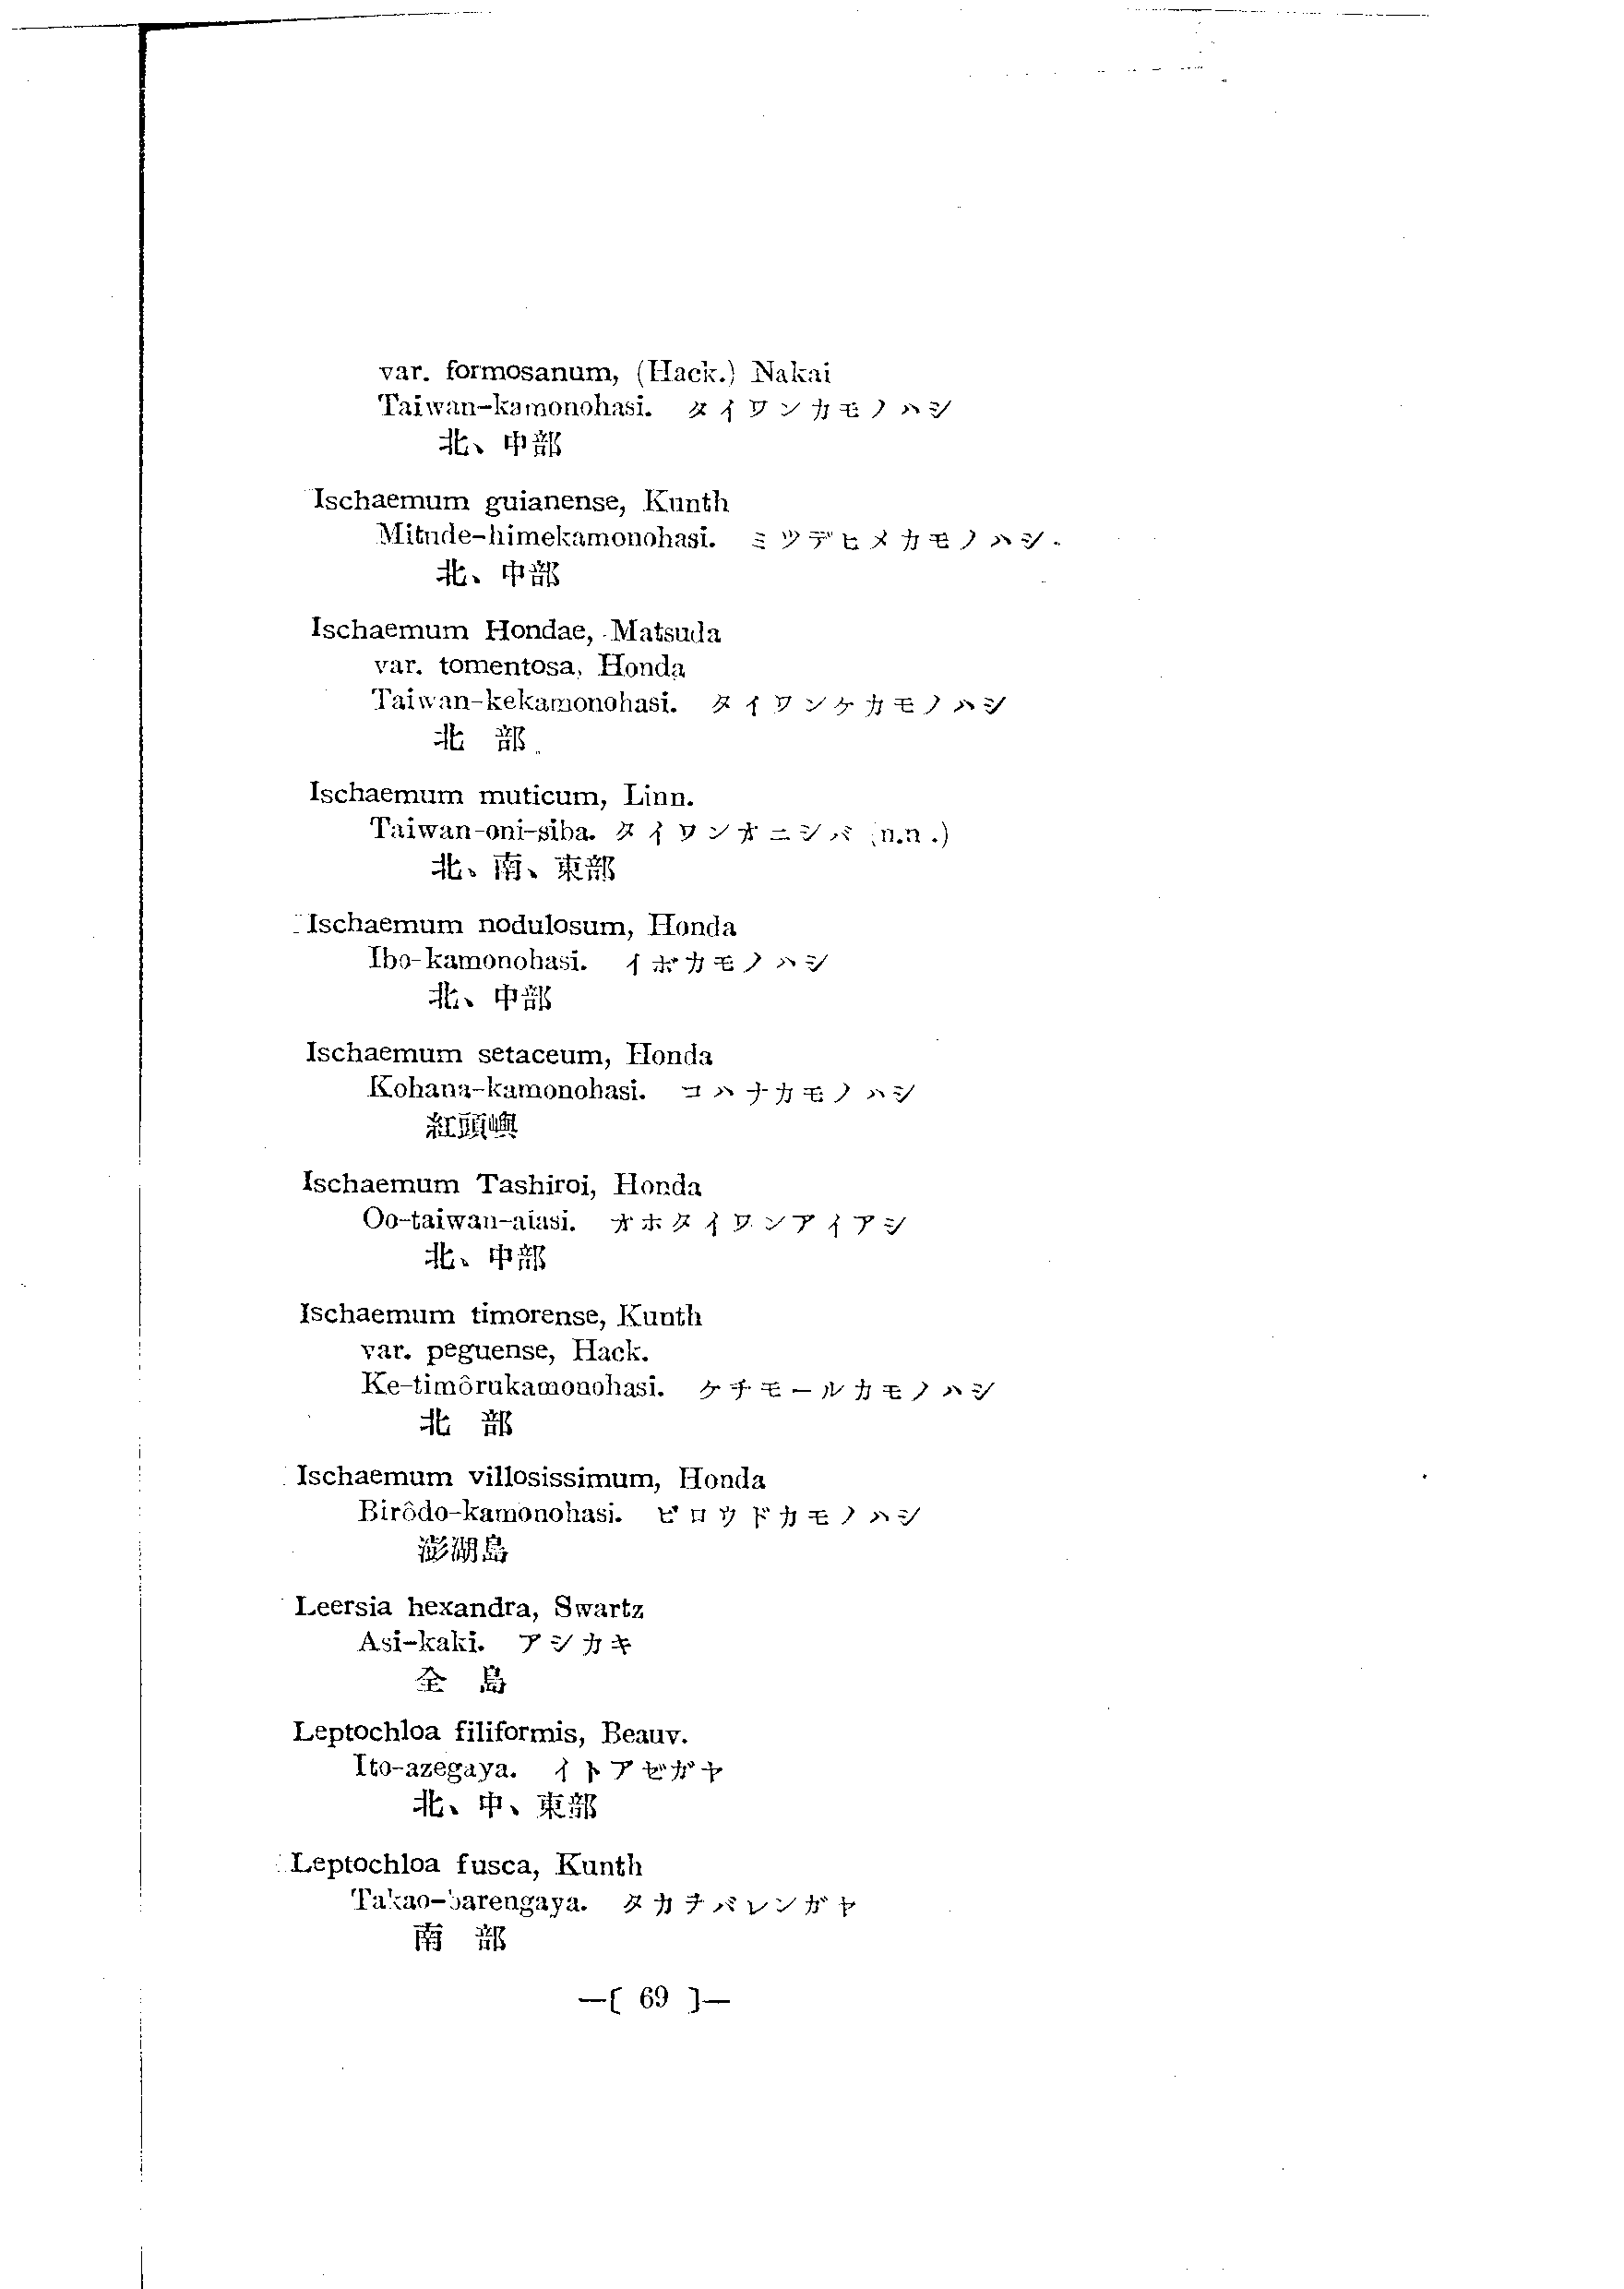 var. formosanum, (Hack.) Nakai
Taiwan-kamonohasi. タイワンカモノハシ
北、中部
Ischaemum guianense, Kunth
Mitude-himekamonohasi. ミツデヒメカモノハシ.
北、中部
Ischaemum Hondae, Matsuda
var. tomentosa, Honda
Taiwan-kekamonohasi. タイワンケカモノハシ
北 部
Ischaemum muticum, Linn.
Taiwan-oni-siba. タイワンオニシバ (n.n.)
北、南、東部
Ischaemum nodulosum, Honda
Ibo-kamonohasi. イボカモノハシ
北、中部
Ischaemum setaceum, Honda
Kohana-kamonohasi. コハナカモノハシ
紅頭嶼
Ischaemum Tashiroi, Honda
Oo-taiwan-aiasi. オホタイワンアイアシ
北、中部
Ischaemum timorense, Kunth
var. peguense, Hack.
Ke-timôrukamonohasi. ケチモールカモノハシ
北 部
Ischaemum villosissimum, Honda
Birôdo-kamonohasi. ビロウドカモノハシ
澎湖島
Leersia hexandra, Swartz
Asi-kaki. アシカキ
全 島
Leptochloa filiformis, Beauv.
Ito-azegaya. イトアゼガヤ
北、中、東部
Leptochloa fusca, Kunth
Takao-barengaya. タカヲバレンガヤ
南 部
—[ 69 ]—